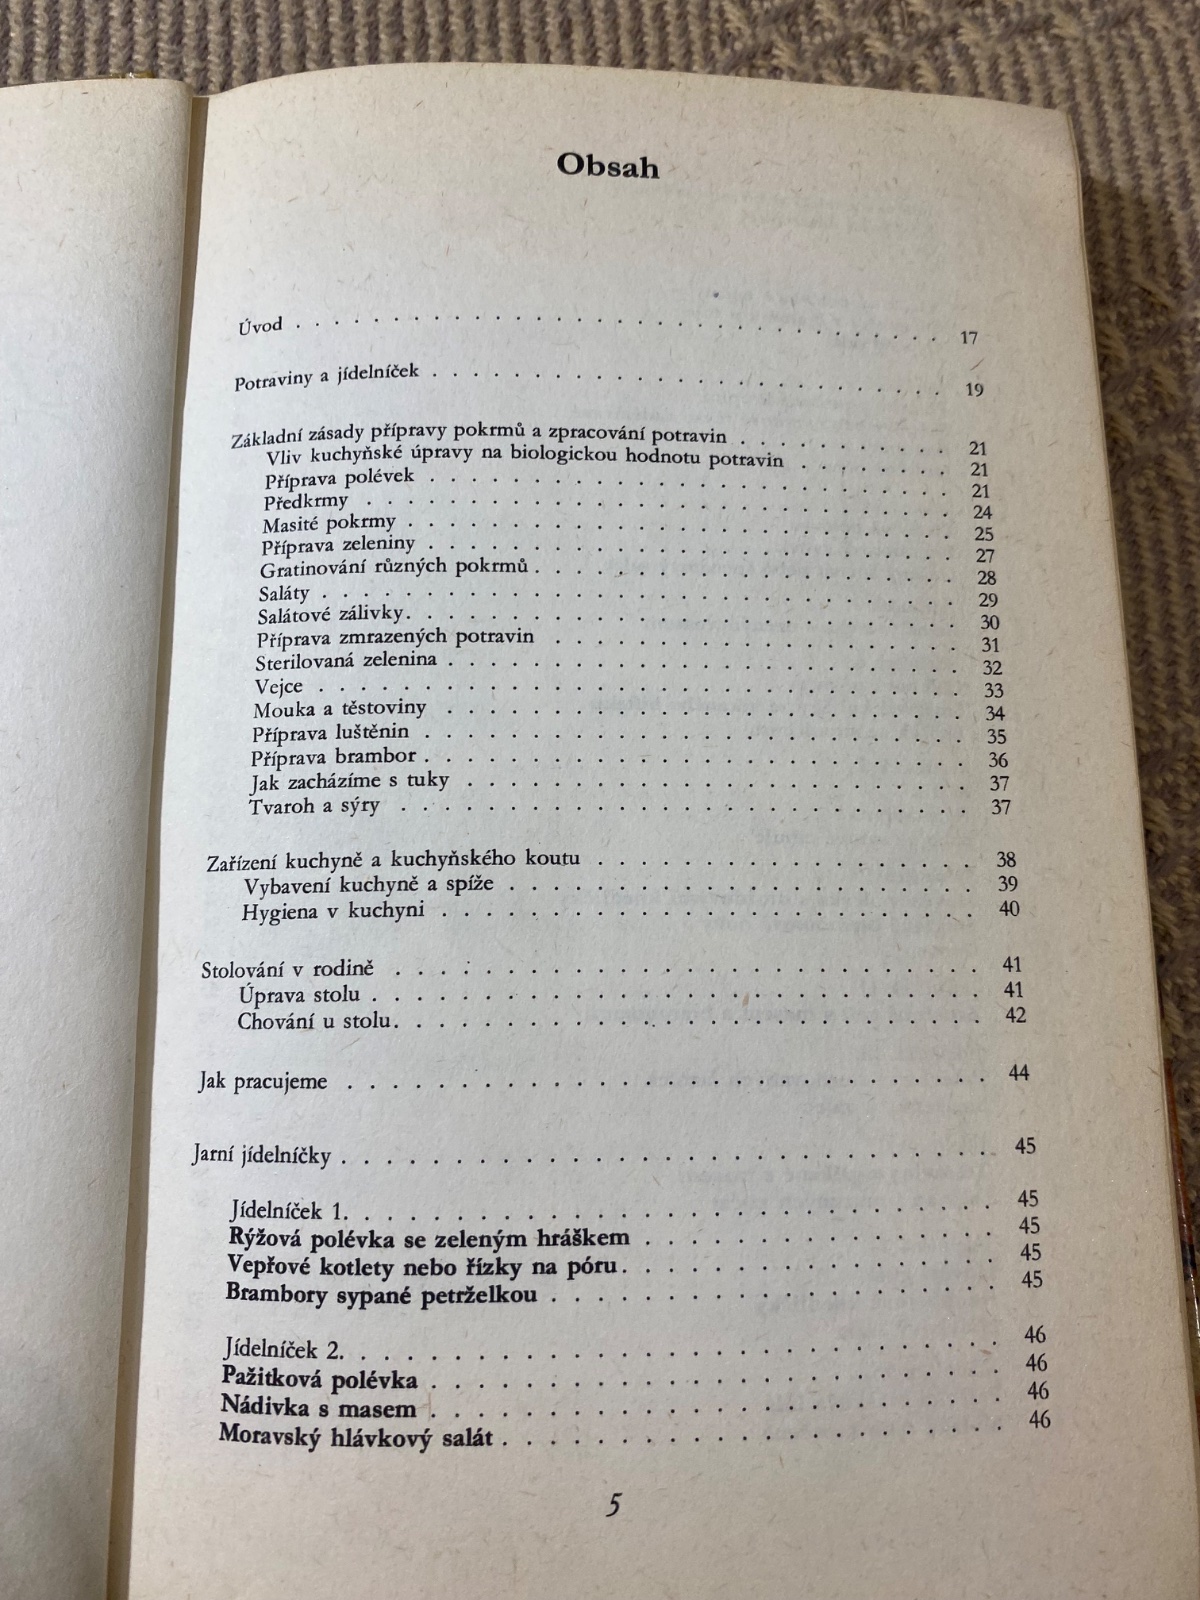 Obsah
Úvod . . . . . . . . . . . . . . . . . . . . . . . . . . 17
Potraviny a jídelníček . . . . . . . . . . . . . . . . . . . . 19
Základní zásady přípravy pokrmů a zpracování potravin . . . . . . . . 21
Vliv kuchyňské úpravy na biologickou hodnotu potravin . . . . . . . 21
Příprava polévek . . . . . . . . . . . . . . . . . . . . 21
Předkrmy . . . . . . . . . . . . . . . . . . . . . . 24
Masité pokrmy . . . . . . . . . . . . . . . . . . . . . 25
Příprava zeleniny . . . . . . . . . . . . . . . . . . . . 27
Gratinování různých pokrmů . . . . . . . . . . . . . . . 28
Saláty . . . . . . . . . . . . . . . . . . . . . . . . 29
Salátové zálivky . . . . . . . . . . . . . . . . . . . . 30
Příprava zmrazených potravin . . . . . . . . . . . . . . 31
Sterilovaná zelenina . . . . . . . . . . . . . . . . . . . 32
Vejce . . . . . . . . . . . . . . . . . . . . . . . . 33
Mouka a těstoviny . . . . . . . . . . . . . . . . . . . 34
Příprava luštěnin . . . . . . . . . . . . . . . . . . . . 35
Příprava brambor . . . . . . . . . . . . . . . . . . . . 36
Jak zacházíme s tuky . . . . . . . . . . . . . . . . . . 37
Tvaroh a sýry . . . . . . . . . . . . . . . . . . . . . 37
Zařízení kuchyně a kuchyňského koutu . . . . . . . . . . . . . 38
Vybavení kuchyně a spíže . . . . . . . . . . . . . . . . 39
Hygiena v kuchyni . . . . . . . . . . . . . . . . . . . 40
Stolování v rodině . . . . . . . . . . . . . . . . . . . . . 41
Úprava stolu . . . . . . . . . . . . . . . . . . . . . 41
Chování u stolu . . . . . . . . . . . . . . . . . . . . 42
Jak pracujeme . . . . . . . . . . . . . . . . . . . . . . . 44
Jarní jídelníčky . . . . . . . . . . . . . . . . . . . . . . . 45
Jídelníček 1. . . . . . . . . . . . . . . . . . . . . . . 45
Rýžová polévka se zeleným hráškem . . . . . . . . . . . . 45
Vepřové kotlety nebo řízky na póru . . . . . . . . . . . . . 45
Brambory sypané petrželkou . . . . . . . . . . . . . . . 45
Jídelníček 2. . . . . . . . . . . . . . . . . . . . . . . 46
Pažitková polévka . . . . . . . . . . . . . . . . . . . . 46
Nádivka s masem . . . . . . . . . . . . . . . . . . . . 46
Moravský hlávkový salát . . . . . . . . . . . . . . . . . 46
5